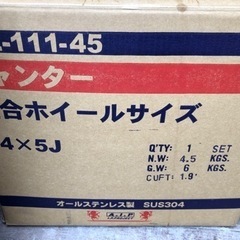 -111-45
ャンター
合ホイールサイズ
4×5J
Q'TY: 1 SET
N.W: 4.5 KGS.
G.W: 6 KGS.
CUFT: 1.9'
オールステンレス製 SUS304